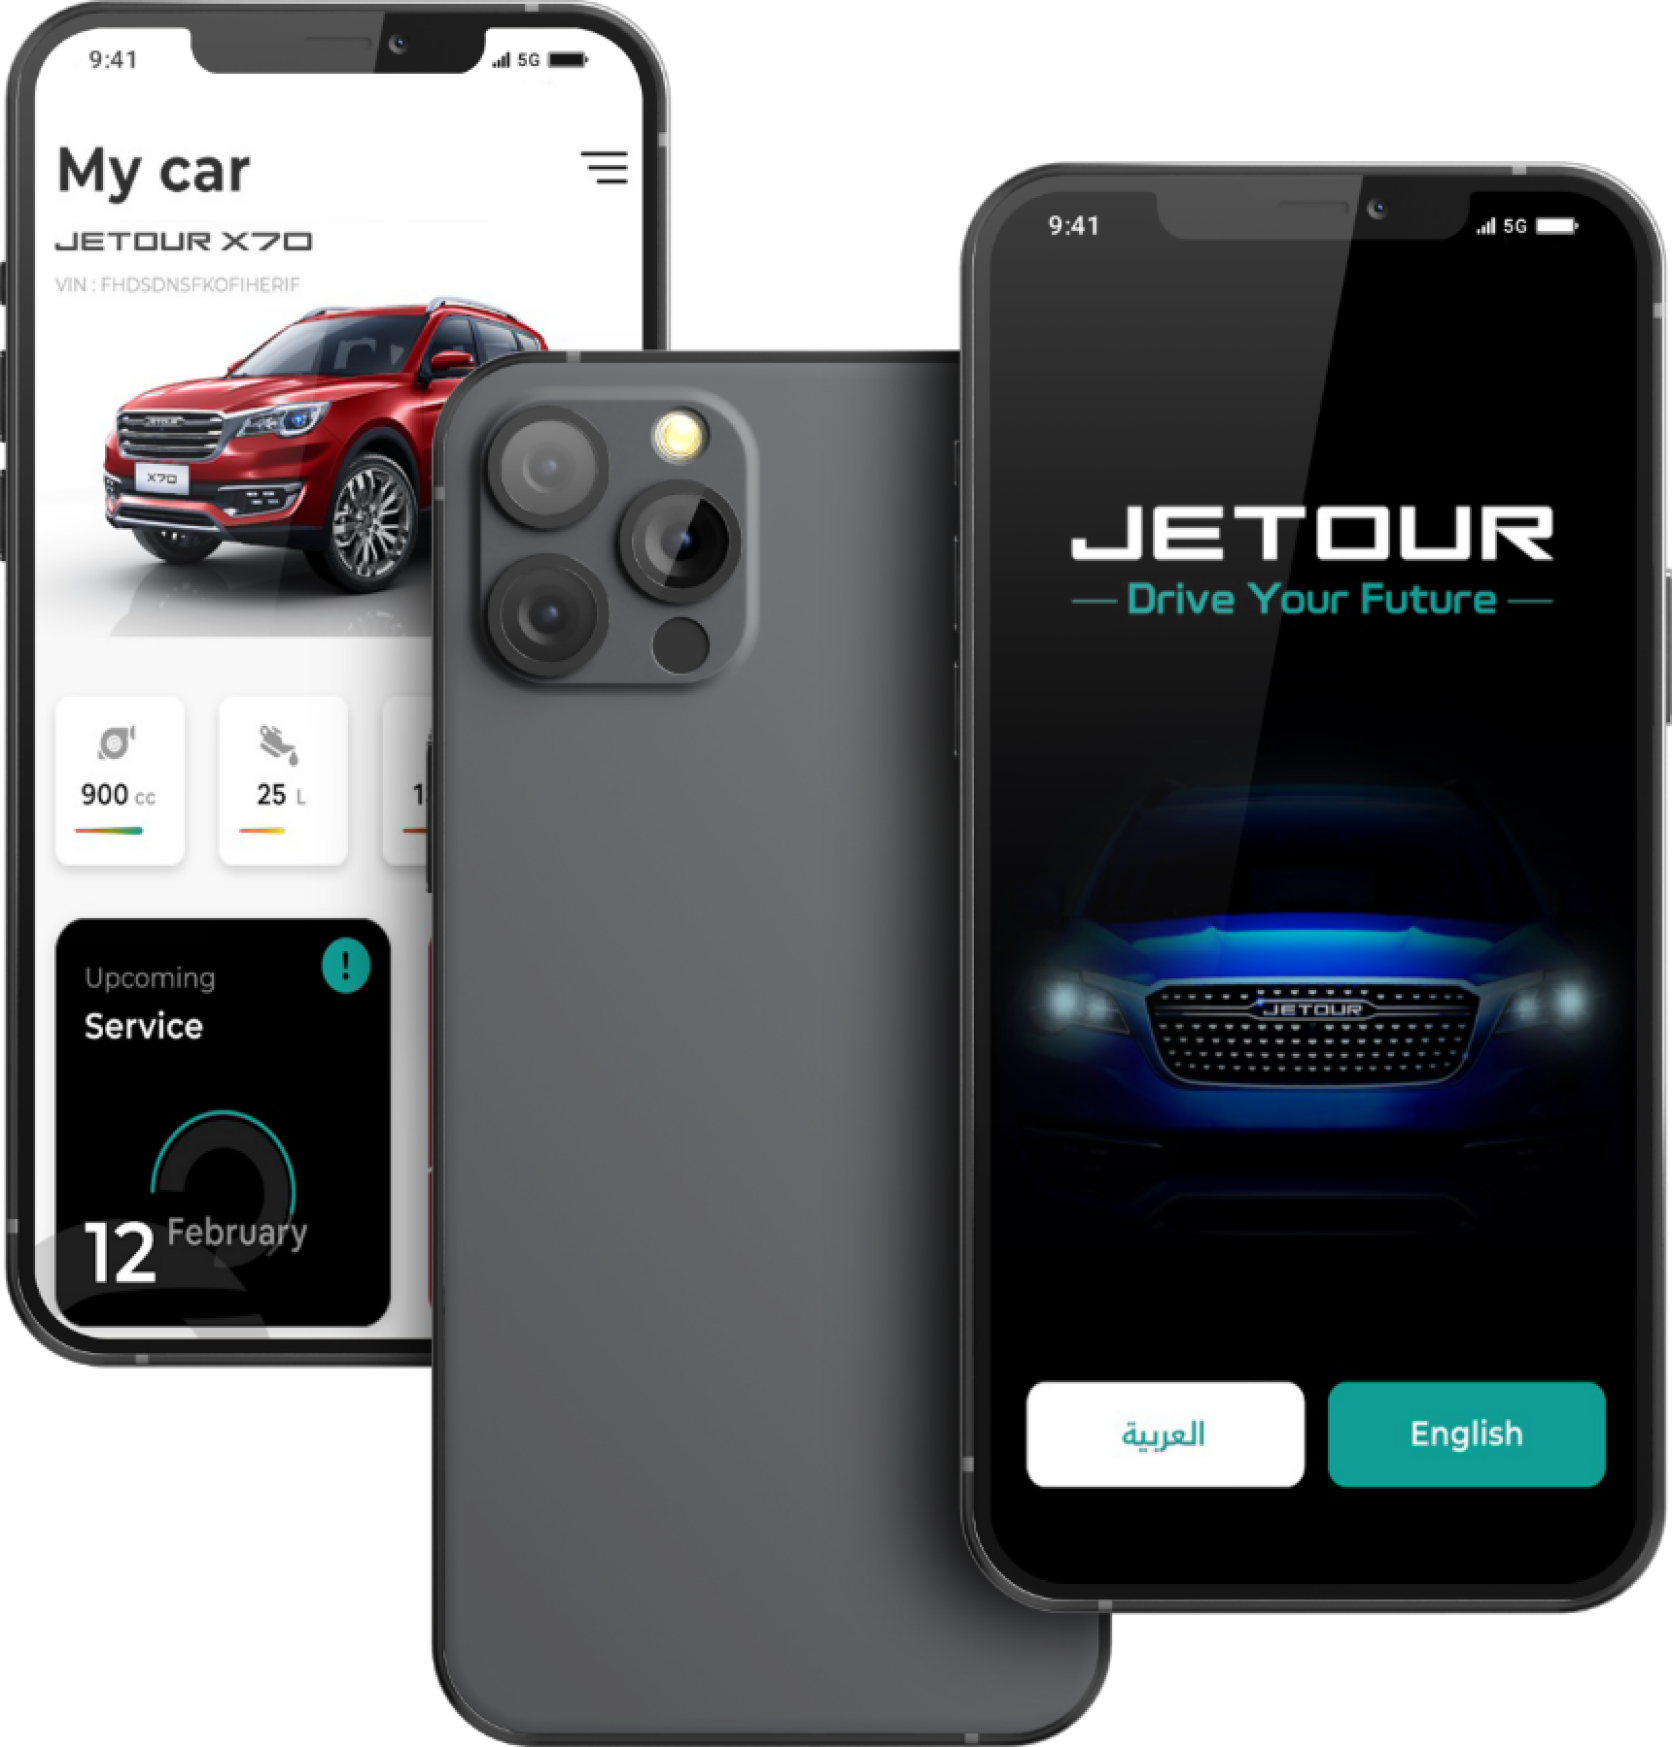 9:41
5G
My car
JETOUR X70
VIN : FHDSDNSFKOFIHERIF
JETOUR
X70
900 cc
25 L
1
Upcoming
!
Service
12 February
9:41
5G
JETOUR
Drive Your Future
JETOUR
العربية
English